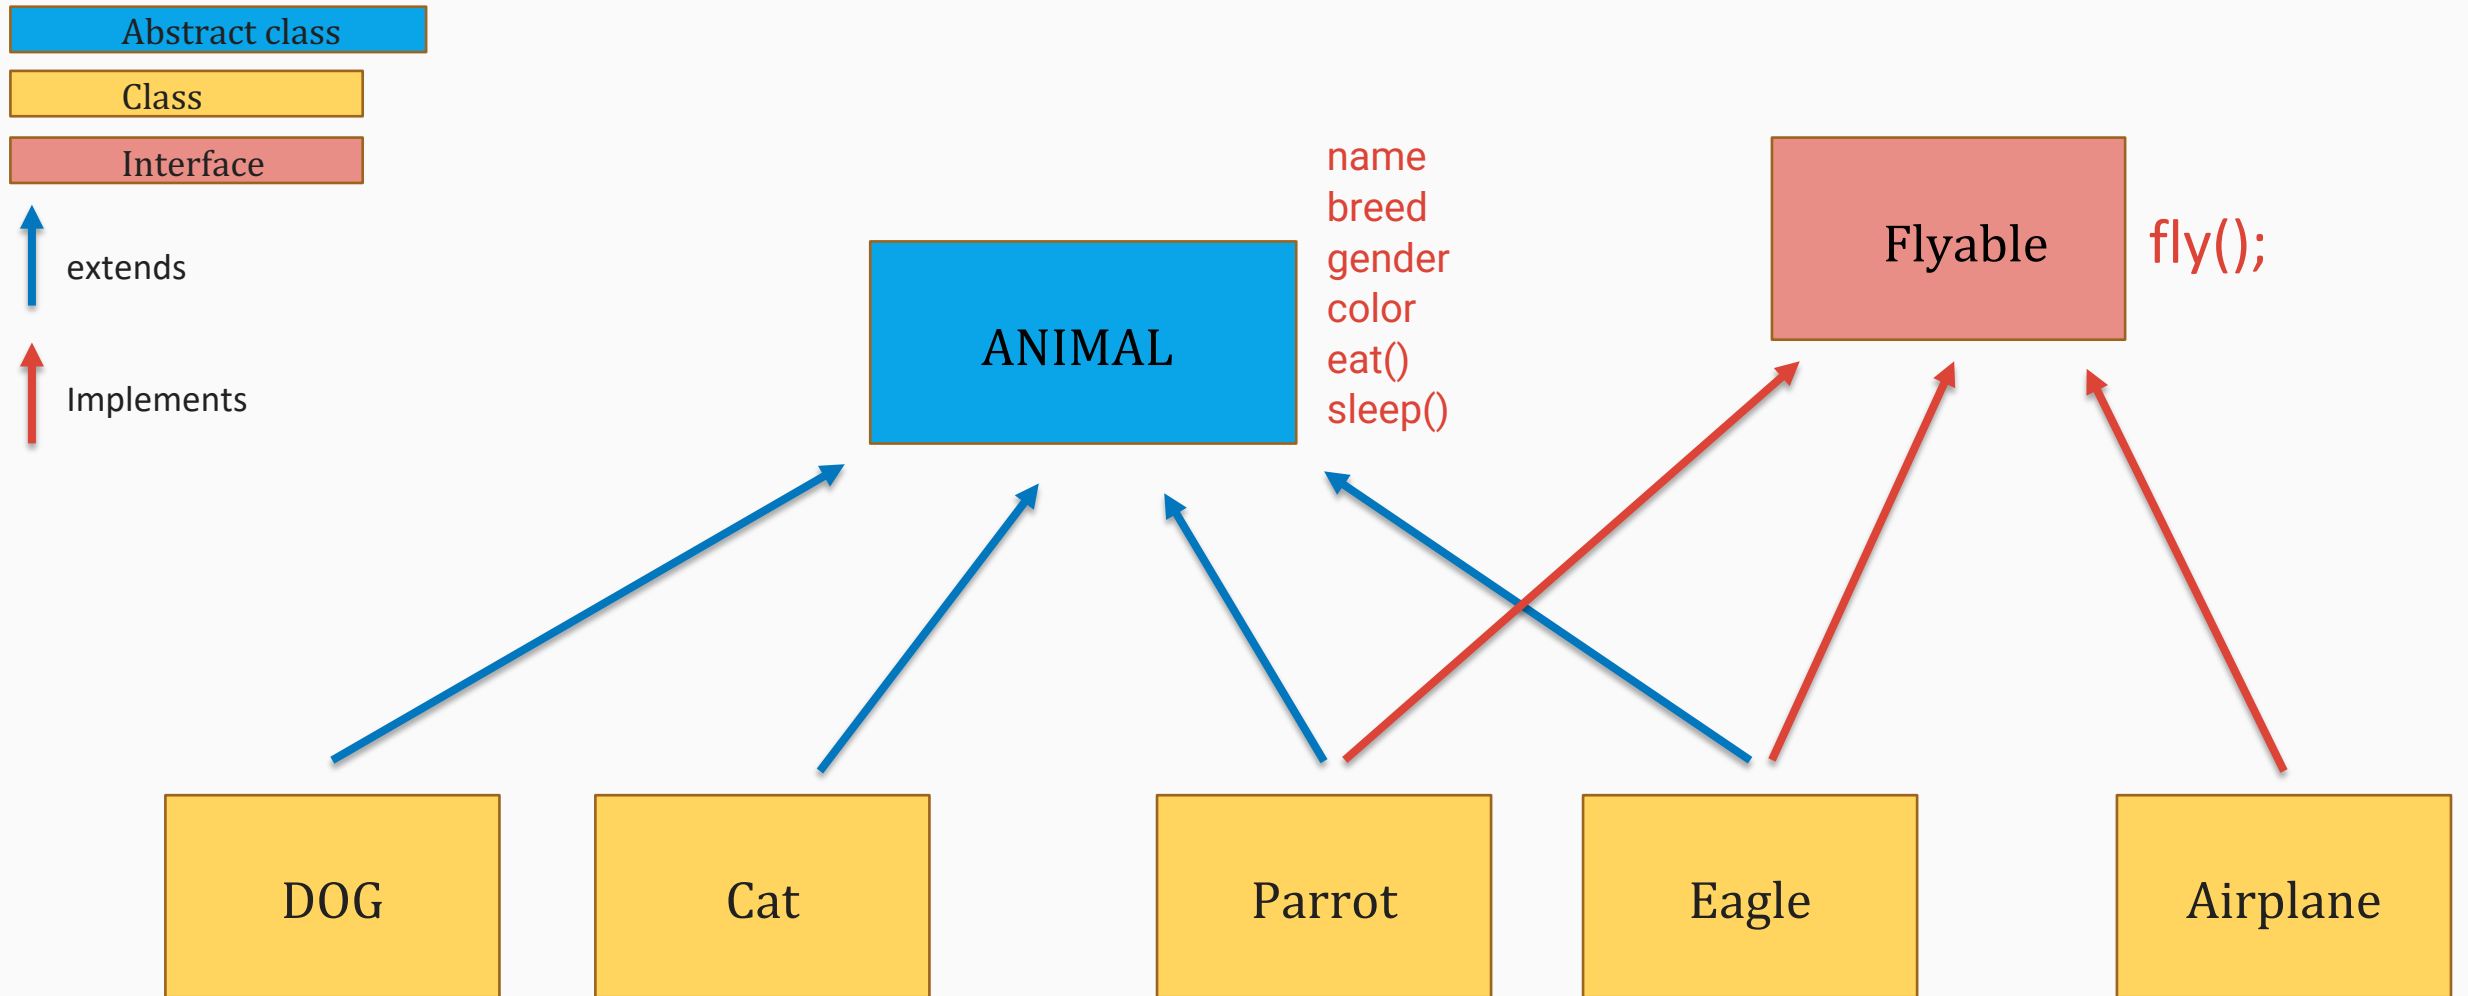 Abstract class
Class
Interface
extends
Implements
name
breed
gender
color
eat()
sleep()
ANIMAL
Flyable
fly();
DOG
Cat
Parrot
Eagle
Airplane